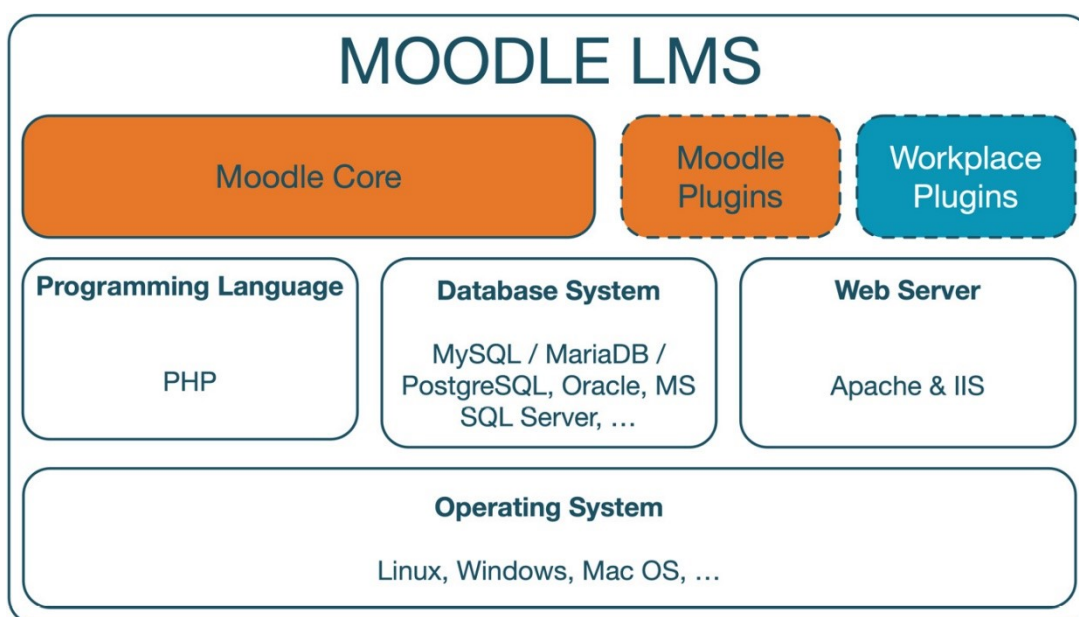 MOODLE LMS
Moodle Core
Moodle
Plugins
Workplace
Plugins
Programming Language
PHP
Database System
MySQL / MariaDB /
PostgreSQL, Oracle, MS
SQL Server, …
Web Server
Apache & IIS
Operating System
Linux, Windows, Mac OS, …